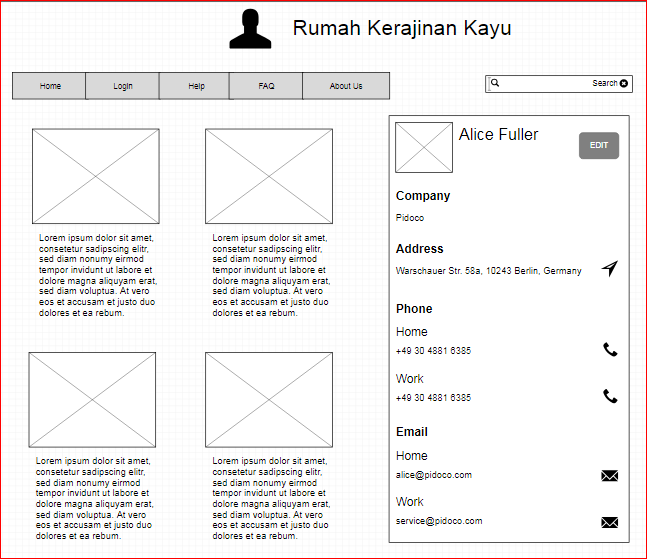 Rumah Kerajinan Kayu
Home
Login
Help
FAQ
About Us
Search
Lorem ipsum dolor sit amet,
consetetur sadipscing elitr,
sed diam nonumy eirmod
tempor invidunt ut labore et
dolore magna aliquyam erat,
sed diam voluptua. At vero
eos et accusam et justo duo
dolores et ea rebum.
Lorem ipsum dolor sit amet,
consetetur sadipscing elitr,
sed diam nonumy eirmod
tempor invidunt ut labore et
dolore magna aliquyam erat,
sed diam voluptua. At vero
eos et accusam et justo duo
dolores et ea rebum.
Lorem ipsum dolor sit amet,
consetetur sadipscing elitr,
sed diam nonumy eirmod
tempor invidunt ut labore et
dolore magna aliquyam erat,
sed diam voluptua. At vero
eos et accusam et justo duo
dolores et ea rebum.
Lorem ipsum dolor sit amet,
consetetur sadipscing elitr,
sed diam nonumy eirmod
tempor invidunt ut labore et
dolore magna aliquyam erat,
sed diam voluptua. At vero
eos et accusam et justo duo
dolores et ea rebum.
Alice Fuller
EDIT
Company
Pidoco
Address
Warschauer Str. 58a, 10243 Berlin, Germany
Phone
Home
+49 30 4881 6385
Work
+49 30 4881 6385
Email
Home
alice@pidoco.com
Work
service@pidoco.com